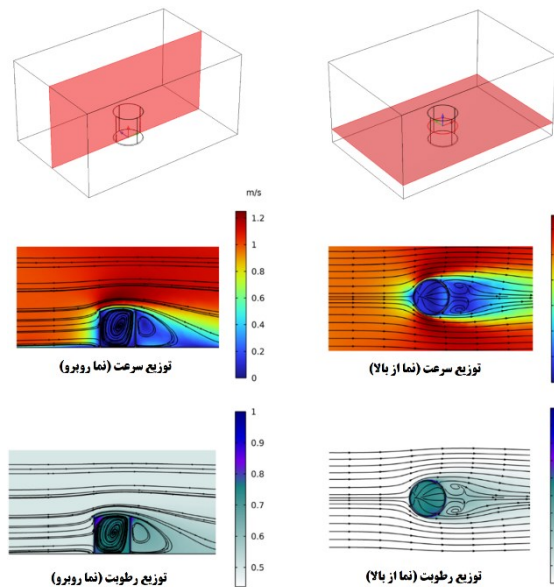 m/s
1.2
1
0.8
0.6
0.4
0.2
0
توزیع سرعت (نما روبرو)
توزیع سرعت (نما از بالا)
1
0.9
0.8
0.7
0.6
0.5
توزیع رطوبت (نما روبرو)
توزیع رطوبت (نما از بالا)